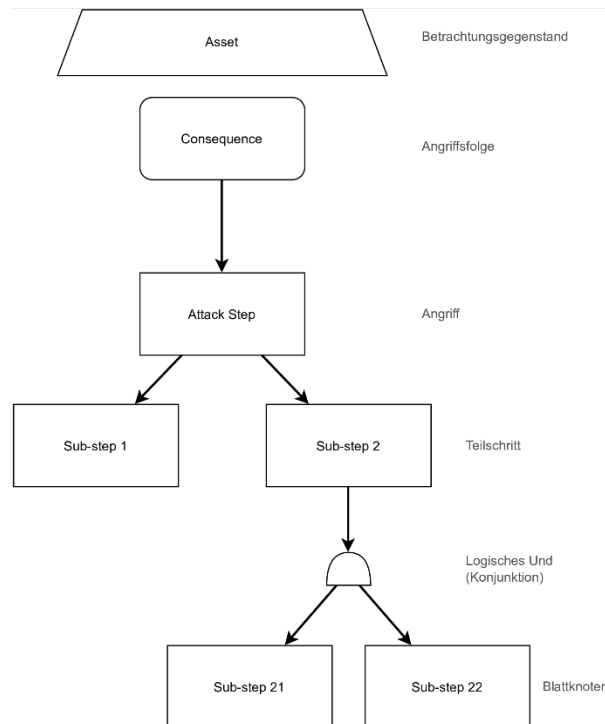 Asset
Betrachtungsgegenstand
Consequence
Angriffsfolge
Attack Step
Angriff
Sub-step 1
Sub-step 2
Teilschritt
Logisches Und
(Konjunktion)
Sub-step 21
Sub-step 22
Blattknoten